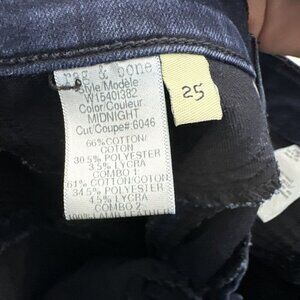 rag & bone
Style/Modèle
W1540I382
Color/Couleur
MIDNIGHT
Cut/Coupe#:6046
66%COTTON/
COTON
30.5% POLYESTER
3.5% LYCRA
COMBO 1
61% COTTON/COTON
34.5% POLYESTER
4.5% LYCRA
COMBO 2
25